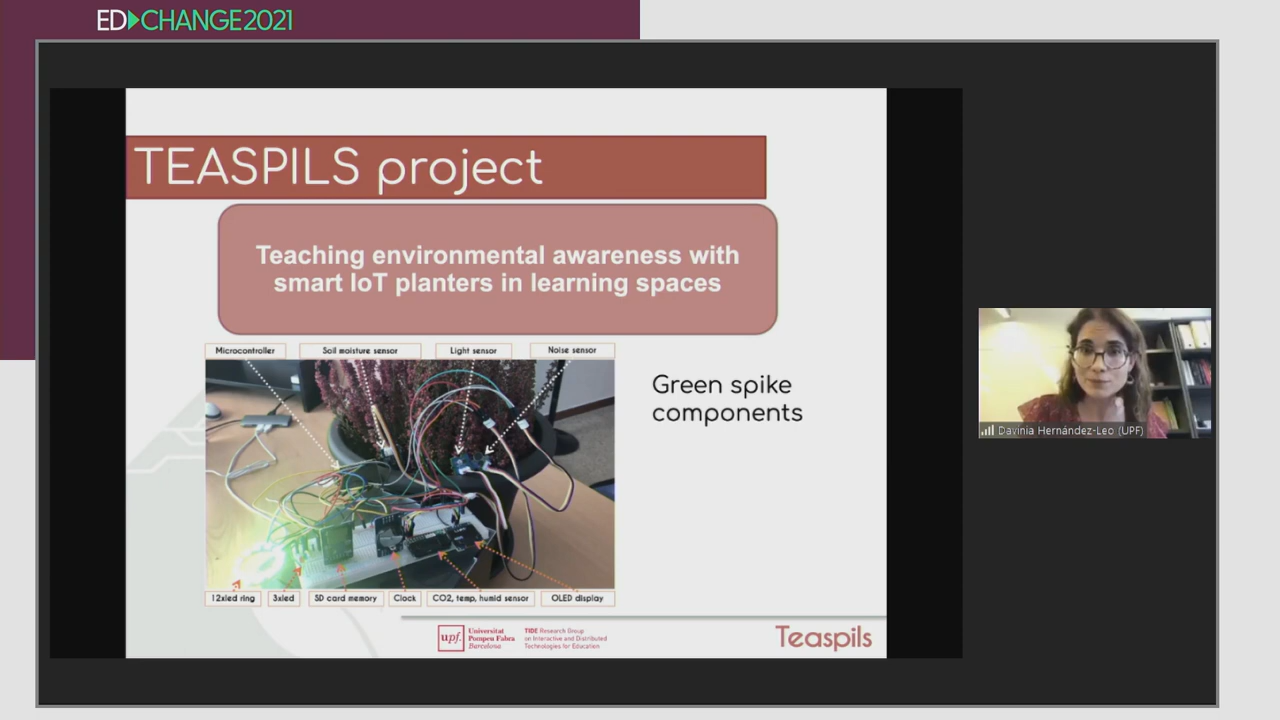 ED CHANGE2021
TEASPILS project
Teaching environmental awareness with
smart IoT planters in learning spaces
Microcontroller
Soil moisture sensor
Light sensor
Noise sensor
Green spike
components
12xled ring
3xled
SD card memory
Clock
CO2, temp, humid sensor
OLED display
upf.
Universitat
Pompeu Fabra
Barcelona
TIDE Research Group
on Interactive and Distributed
Technologies for Education
Teaspils
Davinia Hernández-Leo (UPF)